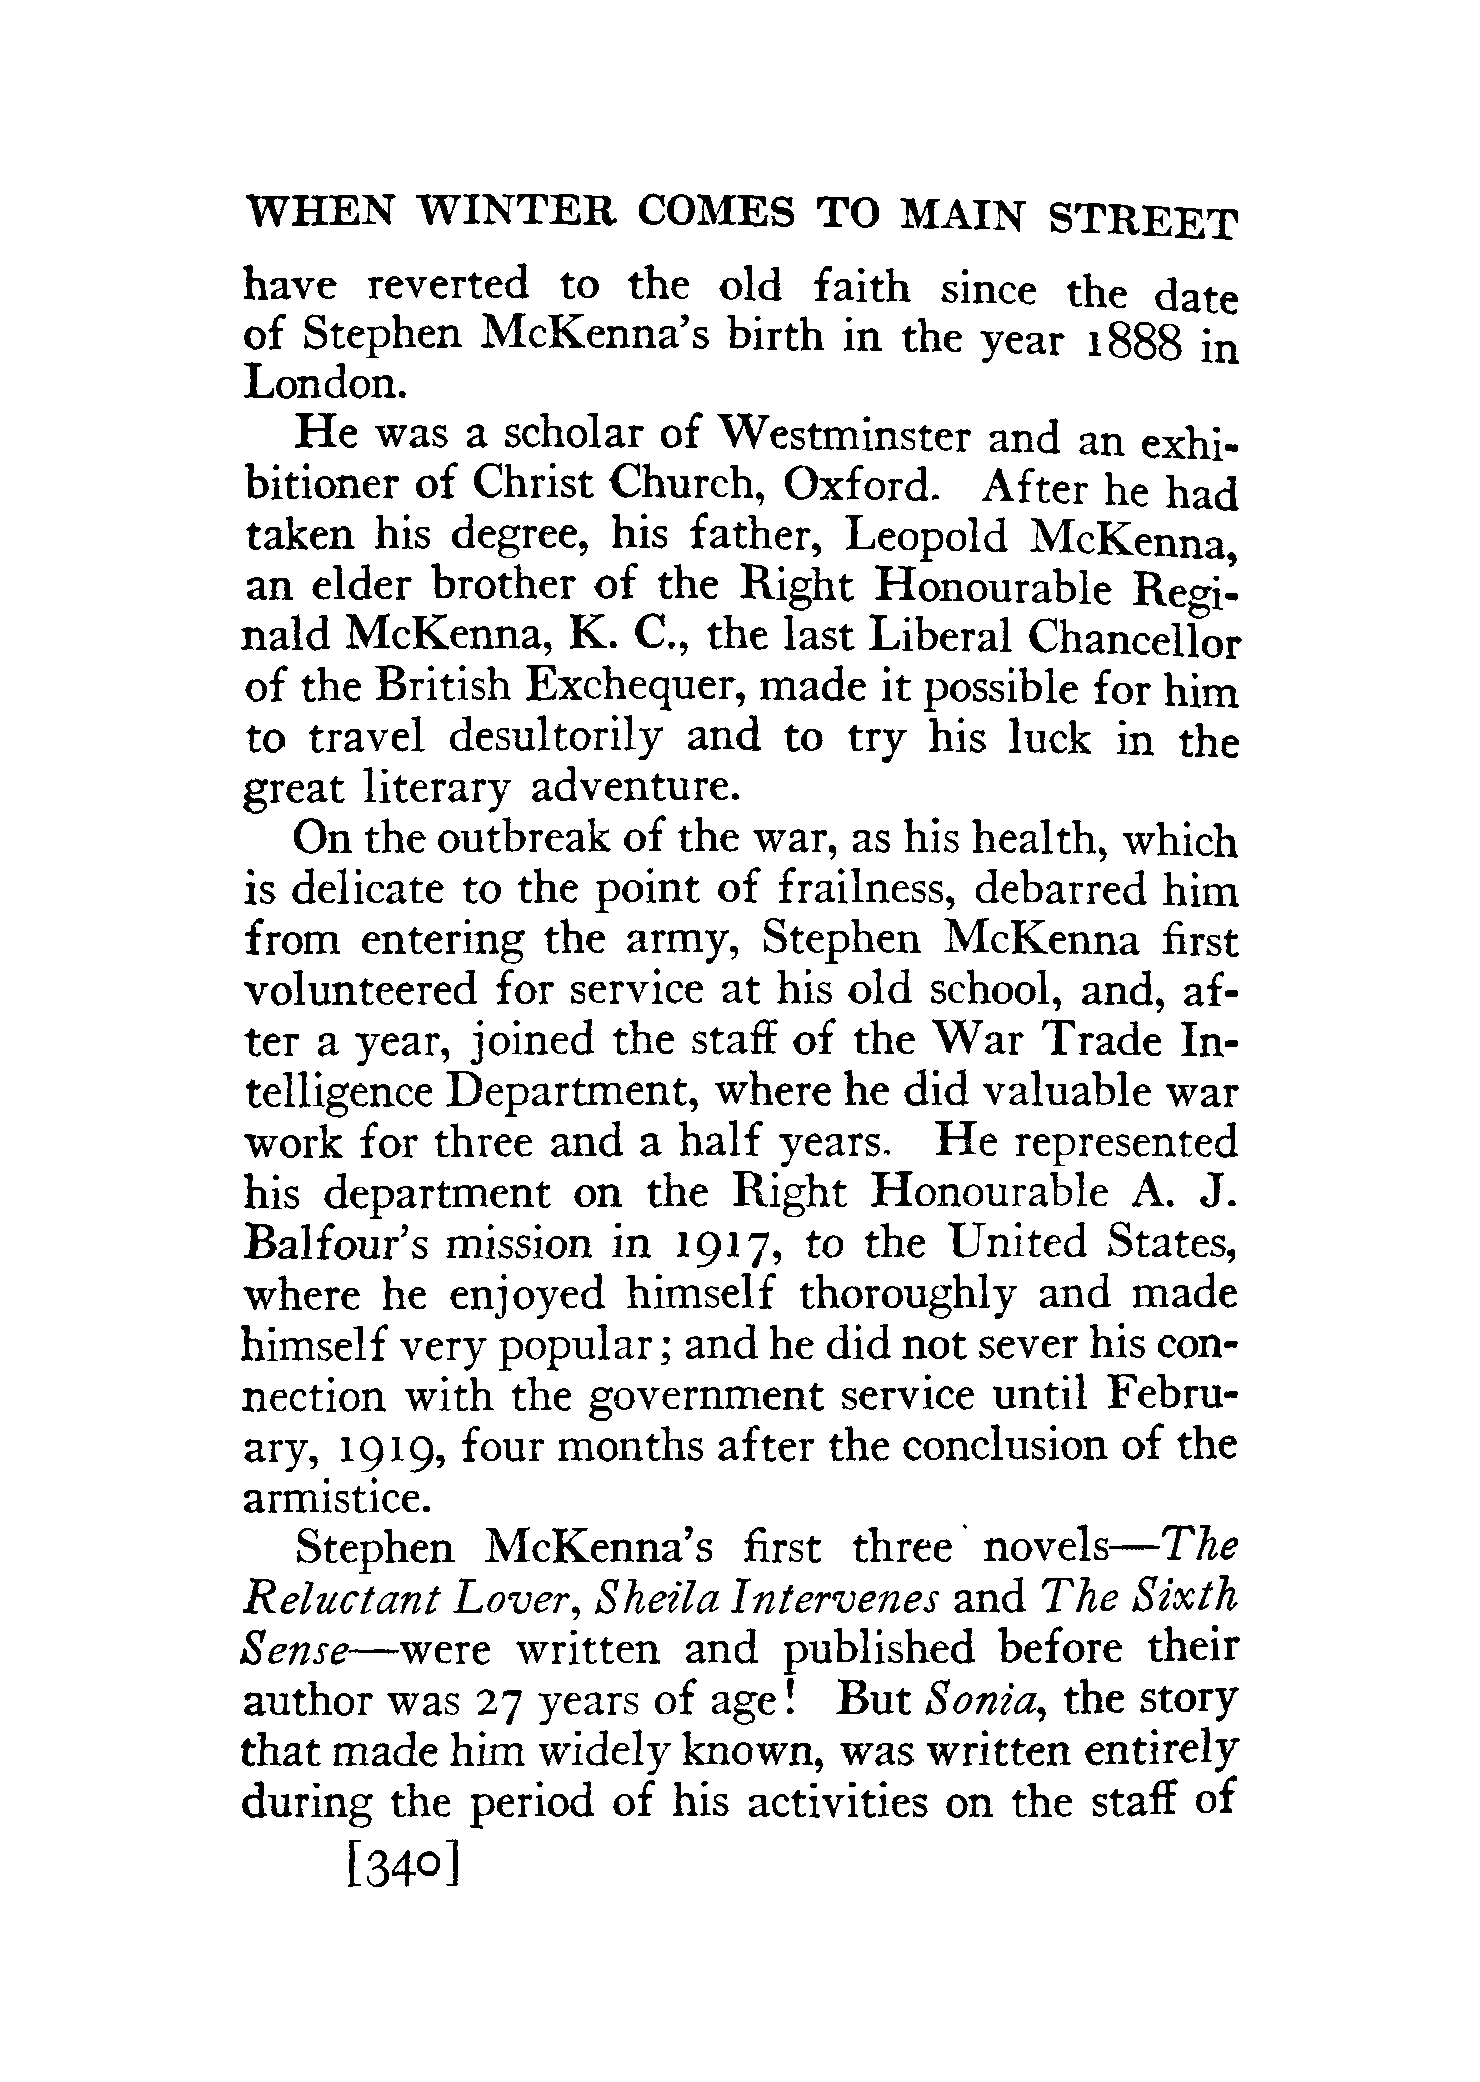 WHEN WINTER COMES TO MAIN STREET
have reverted to the old faith since the date
of Stephen McKenna's birth in the year 1888 in
London.
He was a scholar of Westminster and an exhi-
bitioner of Christ Church, Oxford. After he had
taken his degree, his father, Leopold McKenna,
an elder brother of the Right Honourable Regi-
nald McKenna, K. C., the last Liberal Chancellor
of the British Exchequer, made it possible for him
to travel desultorily and to try his luck in the
great literary adventure.
On the outbreak of the war, as his health, which
is delicate to the point of frailness, debarred him
from entering the army, Stephen McKenna first
volunteered for service at his old school, and, af-
ter a year, joined the staff of the War Trade In-
telligence Department, where he did valuable war
work for three and a half years. He represented
his department on the Right Honourable A. J.
Balfour's mission in 1917, to the United States,
where he enjoyed himself thoroughly and made
himself very popular; and he did not sever his con-
nection with the government service until Febru-
ary, 1919, four months after the conclusion of the
armistice.
Stephen McKenna's first three novels—The
Reluctant Lover, Sheila Intervenes and The Sixth
Sense—were written and published before their
author was 27 years of age! But Sonia, the story
that made him widely known, was written entirely
during the period of his activities on the staff of
[340]